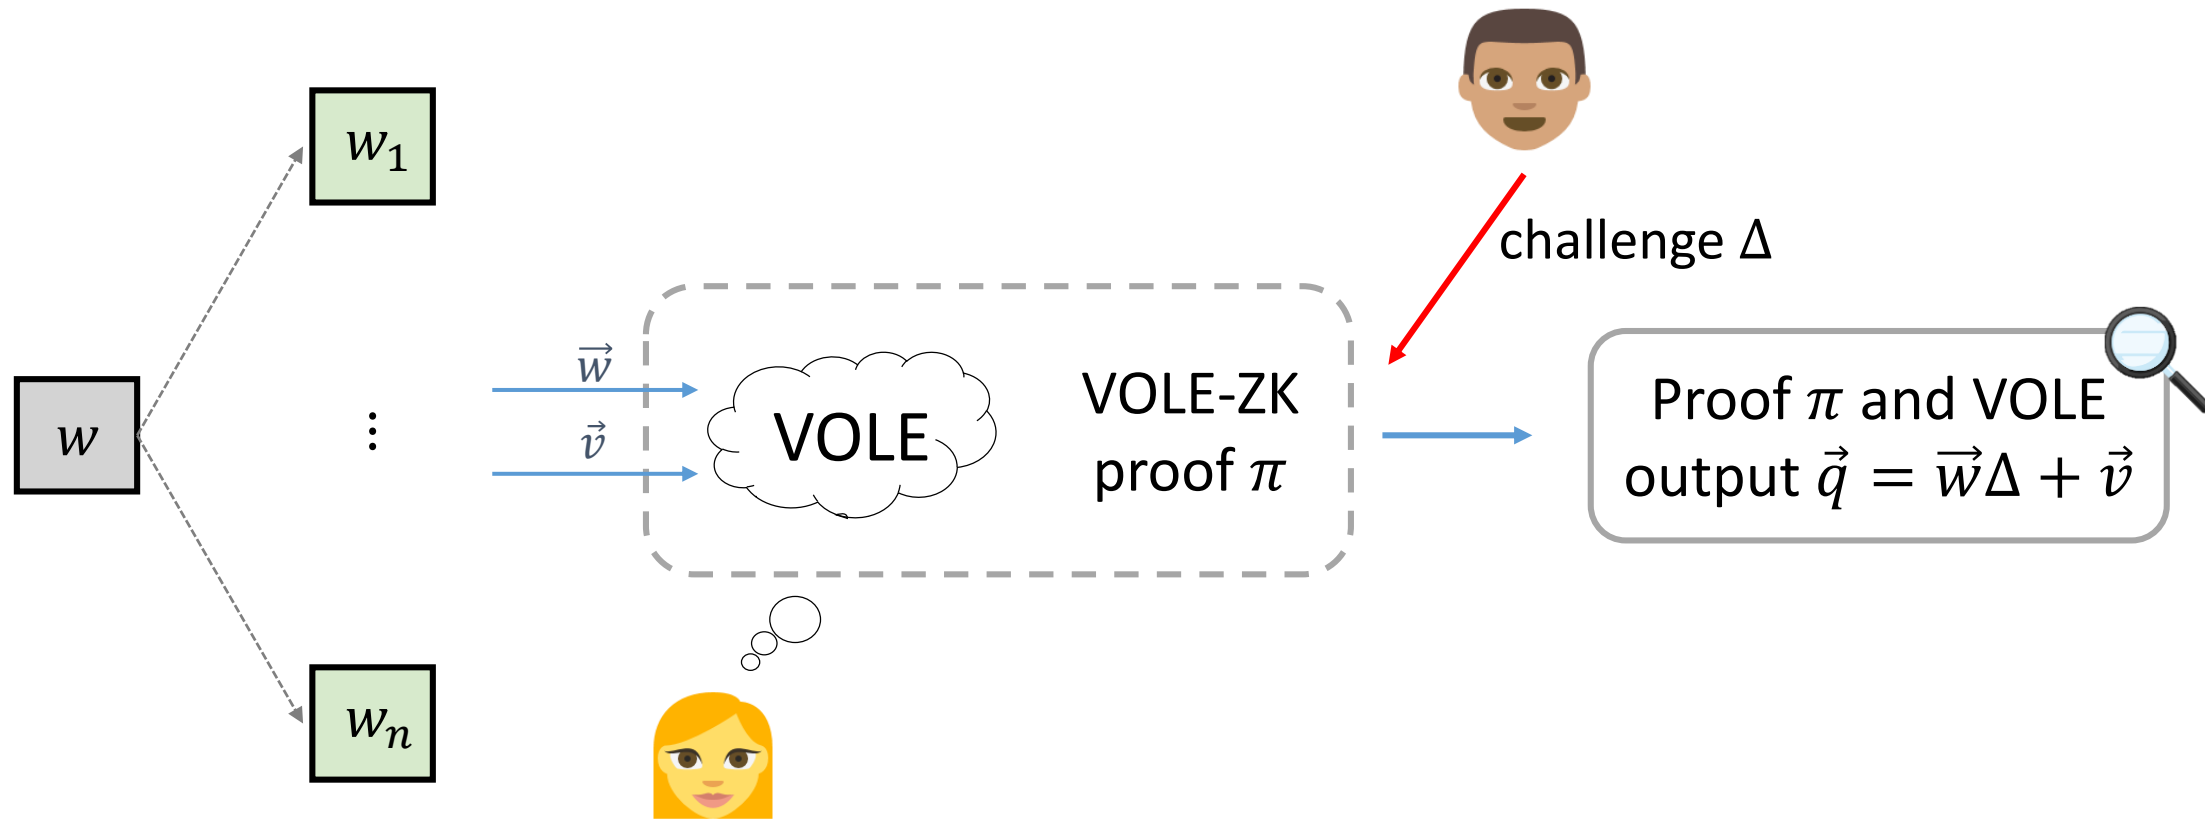 w
w₁
⋮
wₙ
w⃗
v⃗
VOLE
VOLE-ZK
proof π
challenge Δ
Proof π and VOLE
output q⃗ = w⃗Δ + v⃗